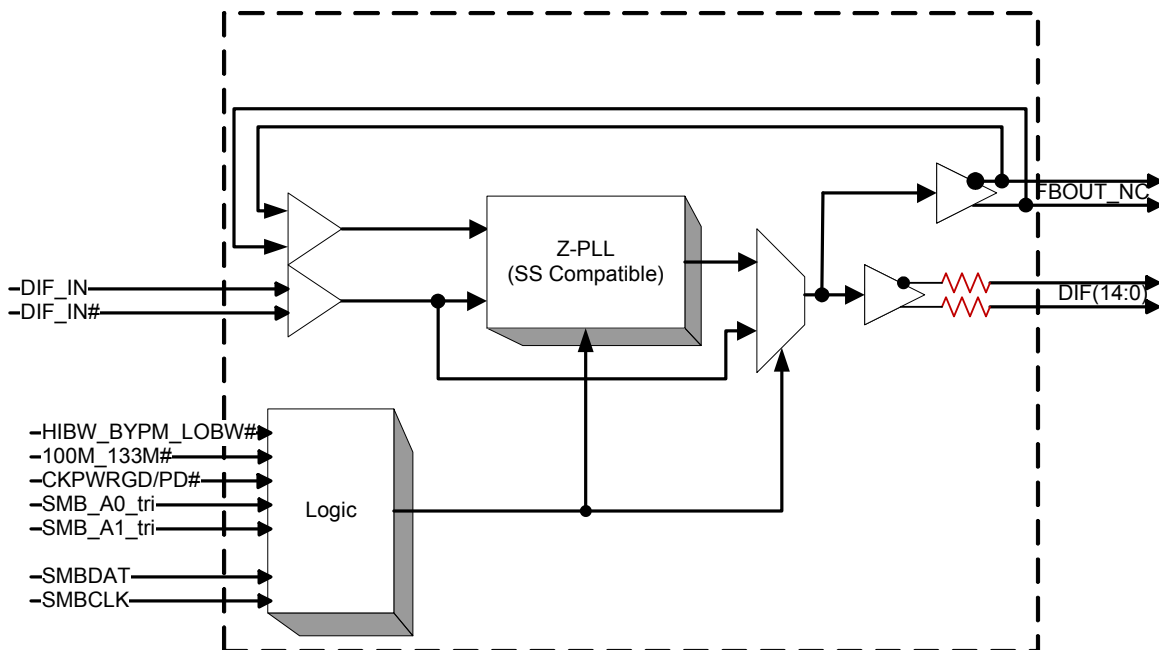 FBOUT_NC
Z-PLL
(SS Compatible)
DIF_IN
DIF_IN#
DIF(14:0)
HIBW_BYPM_LOBW#
100M_133M#
CKPWRGD/PD#
SMB_A0_tri
SMB_A1_tri
Logic
SMBDAT
SMBCLK